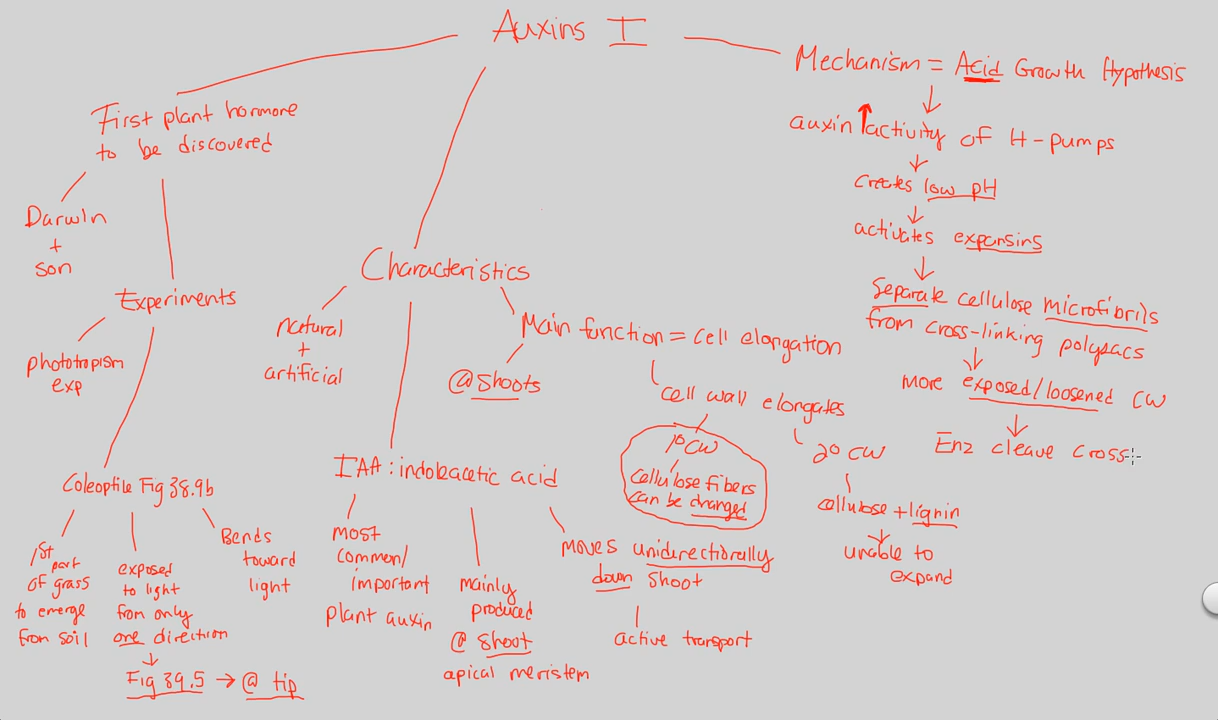 Auxins I
First plant hormone
to be discovered
Darwin
+
son
Experiments
phototropism
exp
Coleoptile Fig 38.9b
1st part
of grass
to emerge
from soil
exposed
to light
from only
one direction
Fig 39.5 → @ tip
Bends
toward
light
Characteristics
natural
+
artificial
IAA: indoleacetic acid
most
common/
important
plant auxin
mainly
produced
@ shoot
apical meristem
moves unidirectionally
down shoot
active transport
Main function = cell elongation
@ shoots
cell wall elongates
1° CW
cellulose fibers
can be changed
2° CW
cellulose + lignin
unable to
expand
Mechanism = Acid Growth Hypothesis
auxin ↑ activity of H-pumps
creates low pH
activates expansins
Separate cellulose microfibrils
from cross-linking polysacs
more exposed/loosened CW
Enz cleave cross-